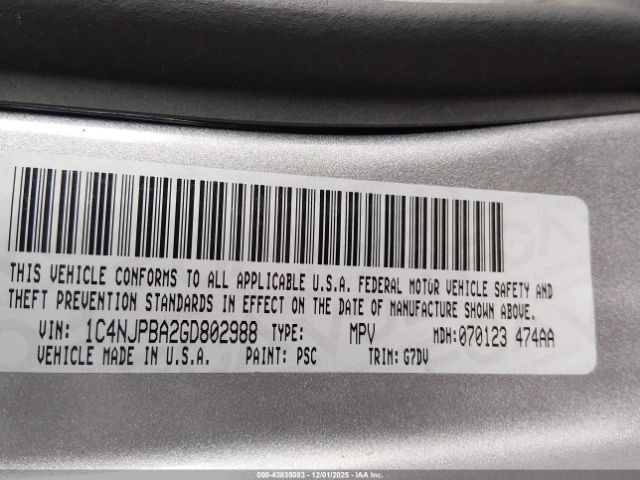 THIS VEHICLE CONFORMS TO ALL APPLICABLE U.S.A. FEDERAL MOTOR VEHICLE SAFETY AND
THEFT PREVENTION STANDARDS IN EFFECT ON THE DATE OF MANUFACTURE SHOWN ABOVE.
VIN: 1C4NJPBA2GD802988 TYPE: MPV MDH:070123 474AA
VEHICLE MADE IN U.S.A. PAINT: PSC TRIM: G7DV
000-43835083 - 12/01/2025 - IAA Inc.